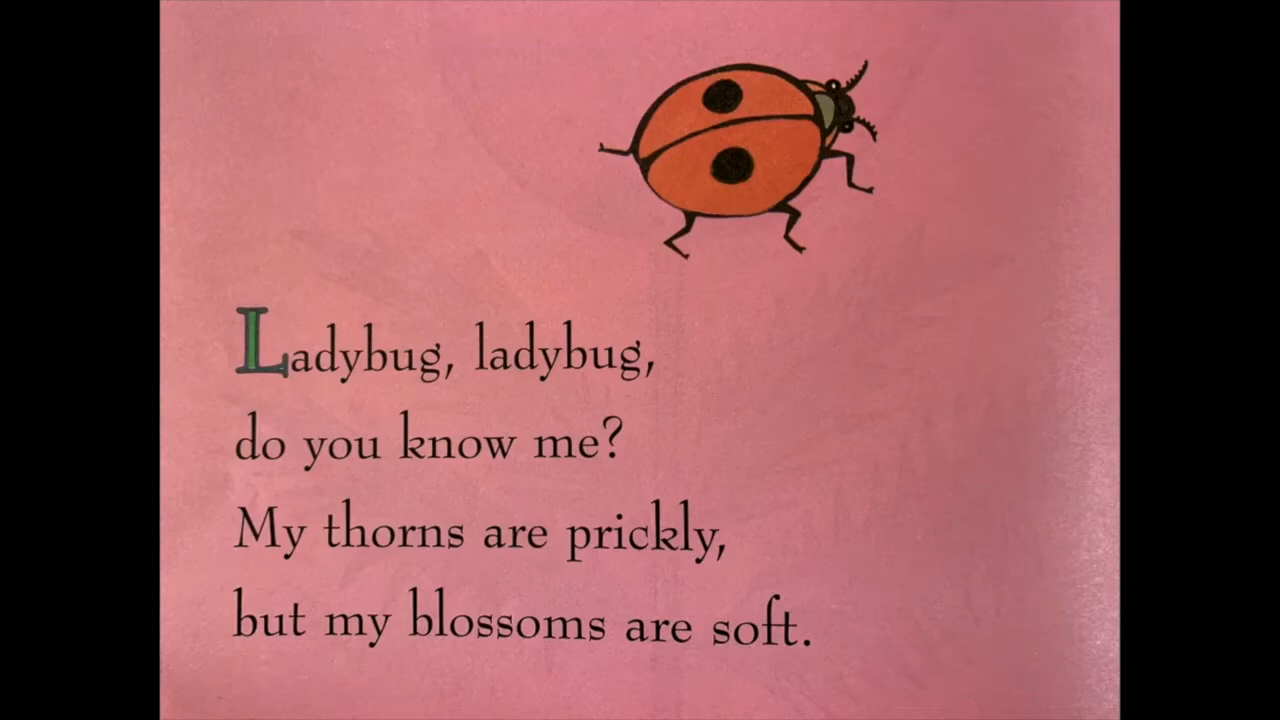 Ladybug, ladybug,
do you know me?
My thorns are prickly,
but my blossoms are soft.